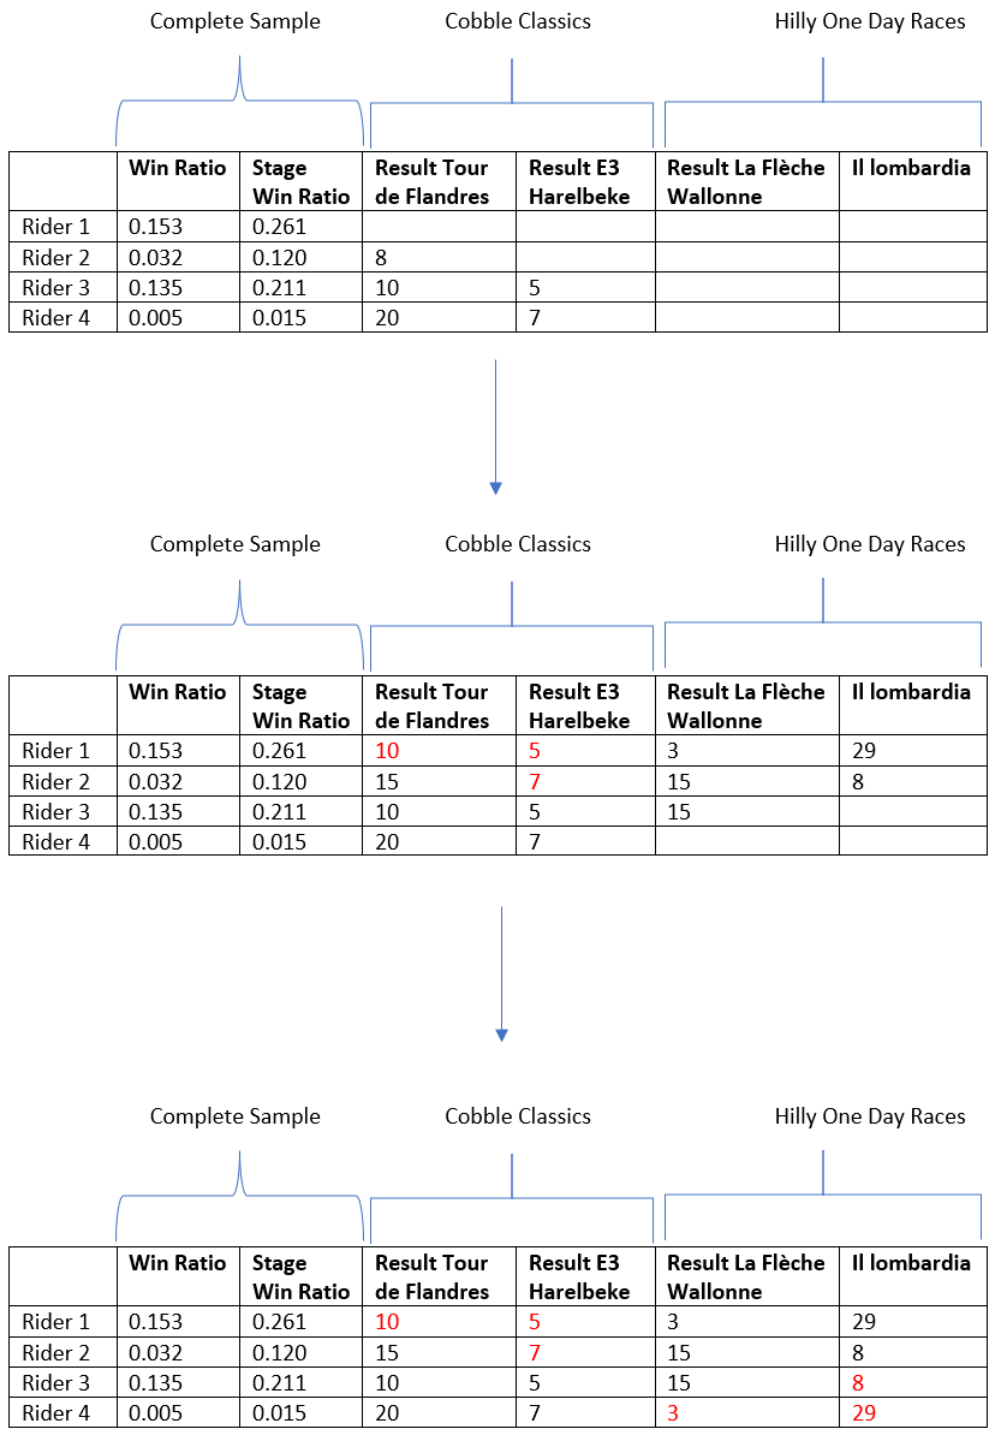 Complete Sample Cobble Classics Hilly One Day Races
Win Ratio Stage Win Ratio Result Tour de Flandres Result E3 Harelbeke Result La Flèche Wallonne Il lombardia
Rider 1 0.153 0.261
Rider 2 0.032 0.120 8
Rider 3 0.135 0.211 10 5
Rider 4 0.005 0.015 20 7
Complete Sample Cobble Classics Hilly One Day Races
Win Ratio Stage Win Ratio Result Tour de Flandres Result E3 Harelbeke Result La Flèche Wallonne Il lombardia
Rider 1 0.153 0.261 10 5 3 29
Rider 2 0.032 0.120 15 7 15 8
Rider 3 0.135 0.211 10 5 15
Rider 4 0.005 0.015 20 7
Complete Sample Cobble Classics Hilly One Day Races
Win Ratio Stage Win Ratio Result Tour de Flandres Result E3 Harelbeke Result La Flèche Wallonne Il lombardia
Rider 1 0.153 0.261 10 5 3 29
Rider 2 0.032 0.120 15 7 15 8
Rider 3 0.135 0.211 10 5 15 8
Rider 4 0.005 0.015 20 7 3 29